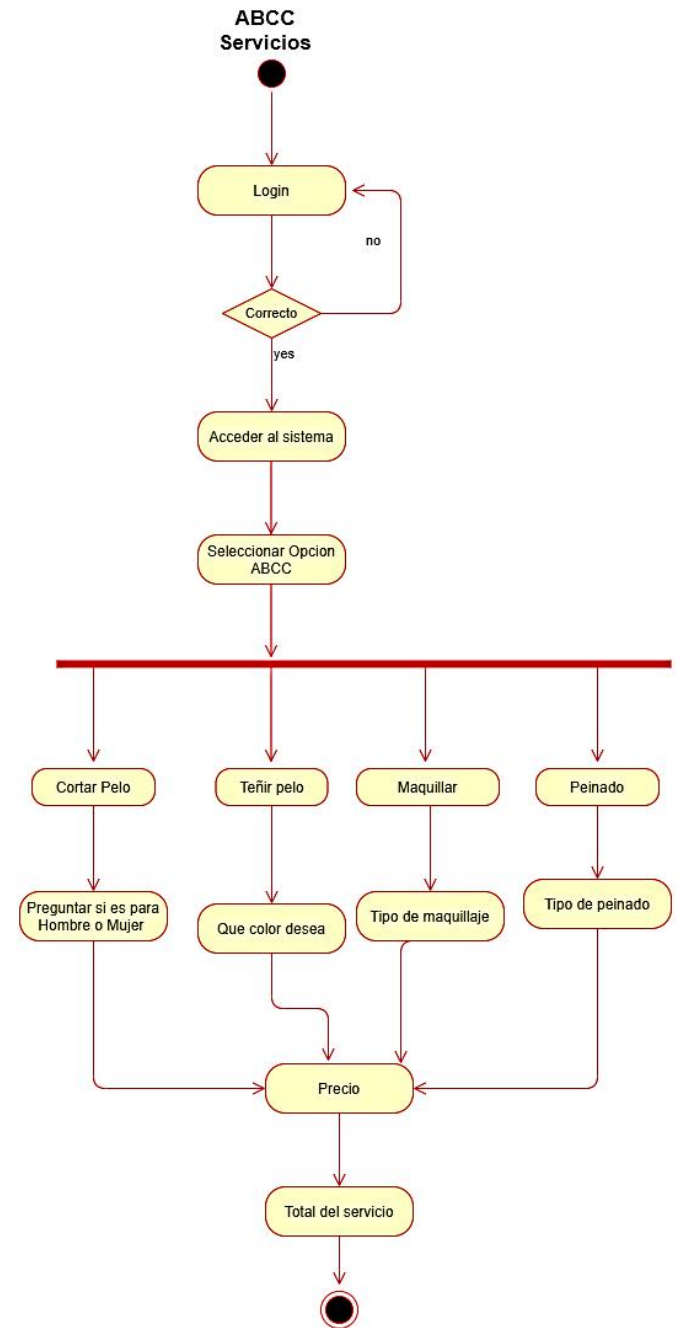 ABCC
Servicios
Login
no
Correcto
yes
Acceder al sistema
Seleccionar Opcion
ABCC
Cortar Pelo
Teñir pelo
Maquillar
Peinado
Preguntar si es para
Hombre o Mujer
Que color desea
Tipo de maquillaje
Tipo de peinado
Precio
Total del servicio